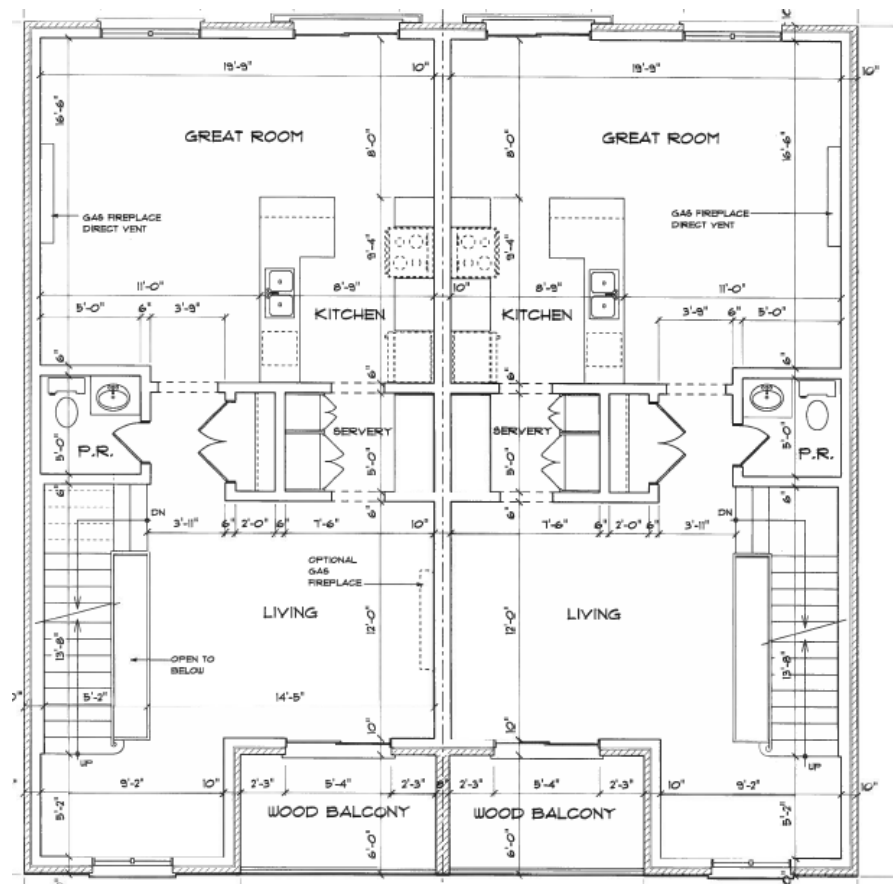 10"
19'-9" 10" 19'-9" 10"
16'-6" 8'-0" 8'-0" 16'-6"
GREAT ROOM GREAT ROOM
GAS FIREPLACE
DIRECT VENT
GAS FIREPLACE
DIRECT VENT
9'-4" 9'-4"
11'-0" 8'-9" 10" 8'-9" 11'-0"
5'-0" 6" 3'-9" KITCHEN KITCHEN 3'-9" 6" 5'-0"
6" 6" 6" 6"
SERVERY SERVERY
P.R. P.R.
5'-0" 5'-0" 5'-0" 5'-0"
6" 6" 6" 6"
DN DN
3'-11" 6" 2'-0" 6" 7'-6" 10" 7'-6" 6" 2'-0" 6" 3'-11"
OPTIONAL
GAS
FIREPLACE
LIVING LIVING
12'-0" 12'-0"
13'-8" 13'-8"
OPEN TO
BELOW
5'-2" 14'-5"
10" 10"
UP UP
9'-2" 10" 2'-3" 5'-4" 2'-3" 8" 2'-3" 5'-4" 2'-3" 10" 9'-2" 10"
WOOD BALCONY WOOD BALCONY
5'-2" 6'-0" 6'-0" 5'-2"
10"